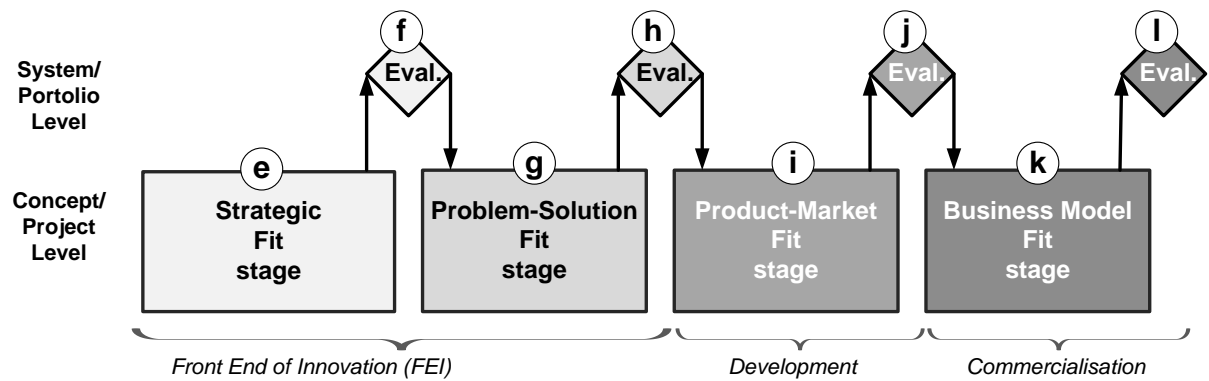 f
h
j
l
System/
Portolio
Level
Eval.
Eval.
Eval.
Eval.
e
g
i
k
Concept/
Project
Level
Strategic
Fit
stage
Problem-Solution
Fit
stage
Product-Market
Fit
stage
Business Model
Fit
stage
Front End of Innovation (FEI)
Development
Commercialisation